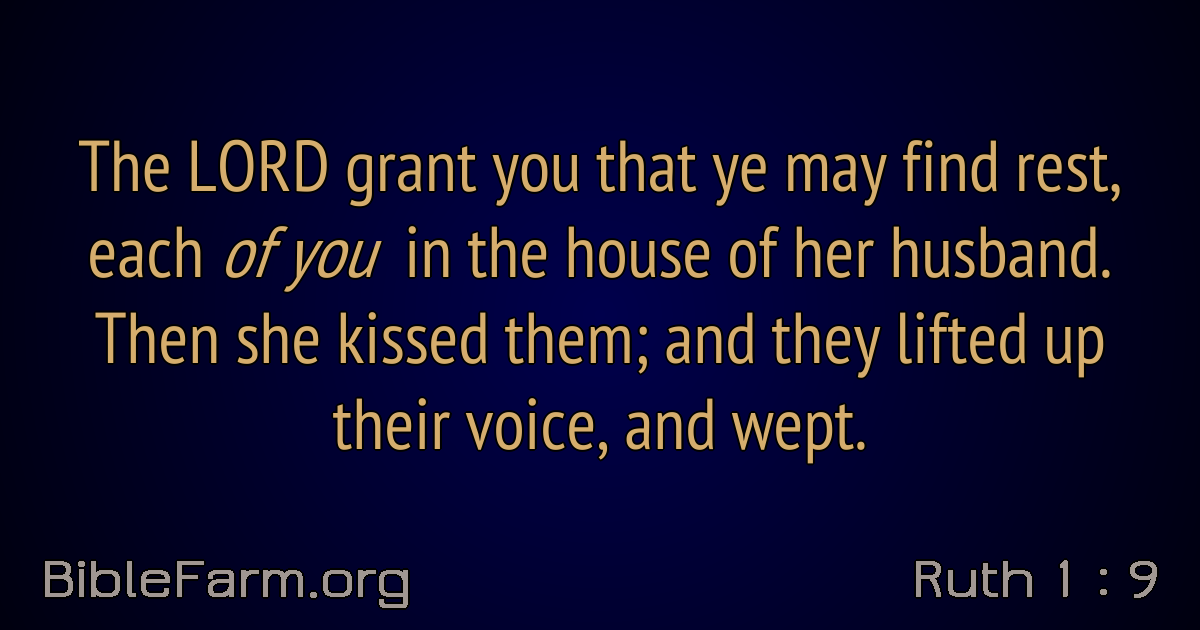 The LORD grant you that ye may find rest,
each of you in the house of her husband.
Then she kissed them; and they lifted up
their voice, and wept.
BibleFarm.org
Ruth 1 : 9